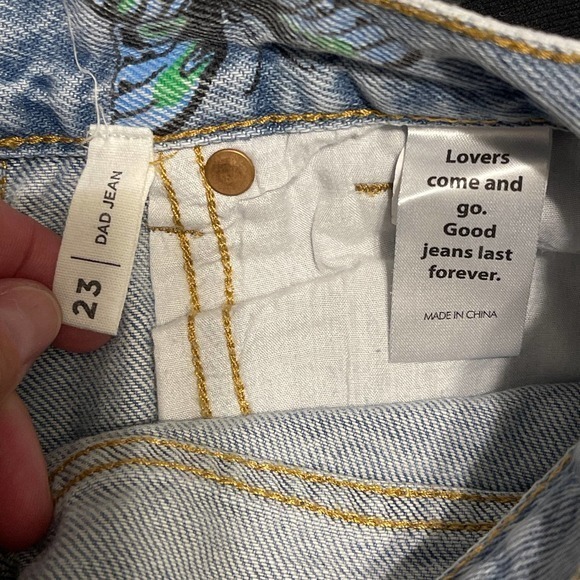 23 | DAD JEAN
Lovers
come and
go.
Good
jeans last
forever.
MADE IN CHINA